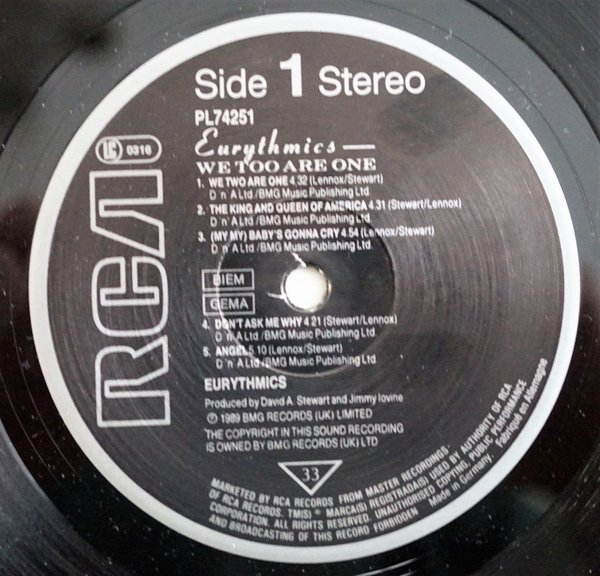 Side 1 Stereo
PL74251
LC 0316
RCA
Eurythmics
WE TOO ARE ONE
1. WE TWO ARE ONE 4.32 (Lennox/Stewart)
D 'n' A Ltd./BMG Music Publishing Ltd
2. THE KING AND QUEEN OF AMERICA 4.31 (Stewart/Lennox)
D 'n' A Ltd./BMG Music Publishing Ltd.
3. (MY MY) BABY'S GONNA CRY 4.54 (Lennox/Stewart)
D 'n' A Ltd./BMG Music Publishing Ltd.
BIEM
GEMA
4. DON'T ASK ME WHY 4.21 (Stewart/Lennox)
D 'n' A Ltd./BMG Music Publishing Ltd.
5. ANGEL 5.10 (Lennox/Stewart)
D 'n' A Ltd./BMG Music Publishing Ltd
EURYTHMICS
Produced by David A. Stewart and Jimmy Iovine
℗ 1989 BMG RECORDS (UK) LIMITED
THE COPYRIGHT IN THIS SOUND RECORDING
IS OWNED BY BMG RECORDS (UK) LTD
33
MARKETED BY RCA RECORDS FROM MASTER RECORDINGS.
OF RCA RECORDS. TM(S) ® MARCA(S) REGISTRADA(S) USED BY AUTHORITY OF RCA
CORPORATION. ALL RIGHTS RESERVED. UNAUTHORISED COPYING, PUBLIC PERFORMANCE
AND BROADCASTING OF THIS RECORD FORBIDDEN
Made in Germany. Fabriqué en Allemagne